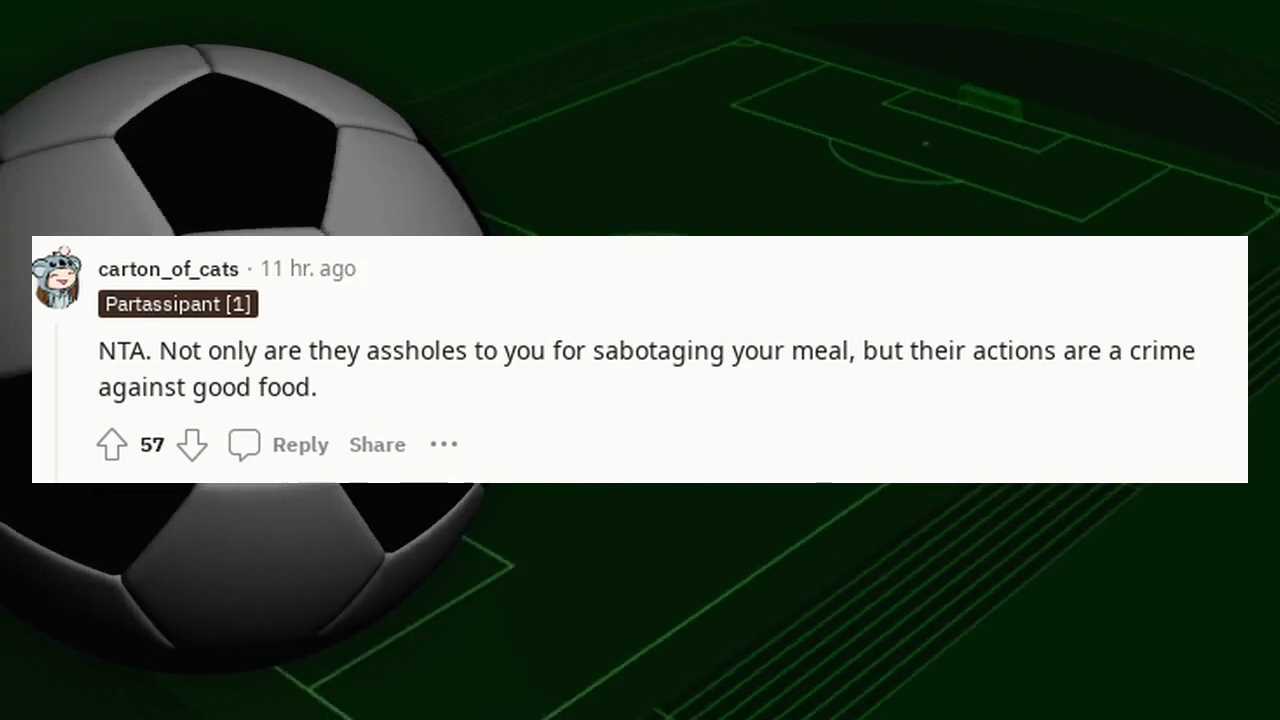 carton_of_cats · 11 hr. ago
Partassipant [1]
NTA. Not only are they assholes to you for sabotaging your meal, but their actions are a crime
against good food.
57 Reply Share ···